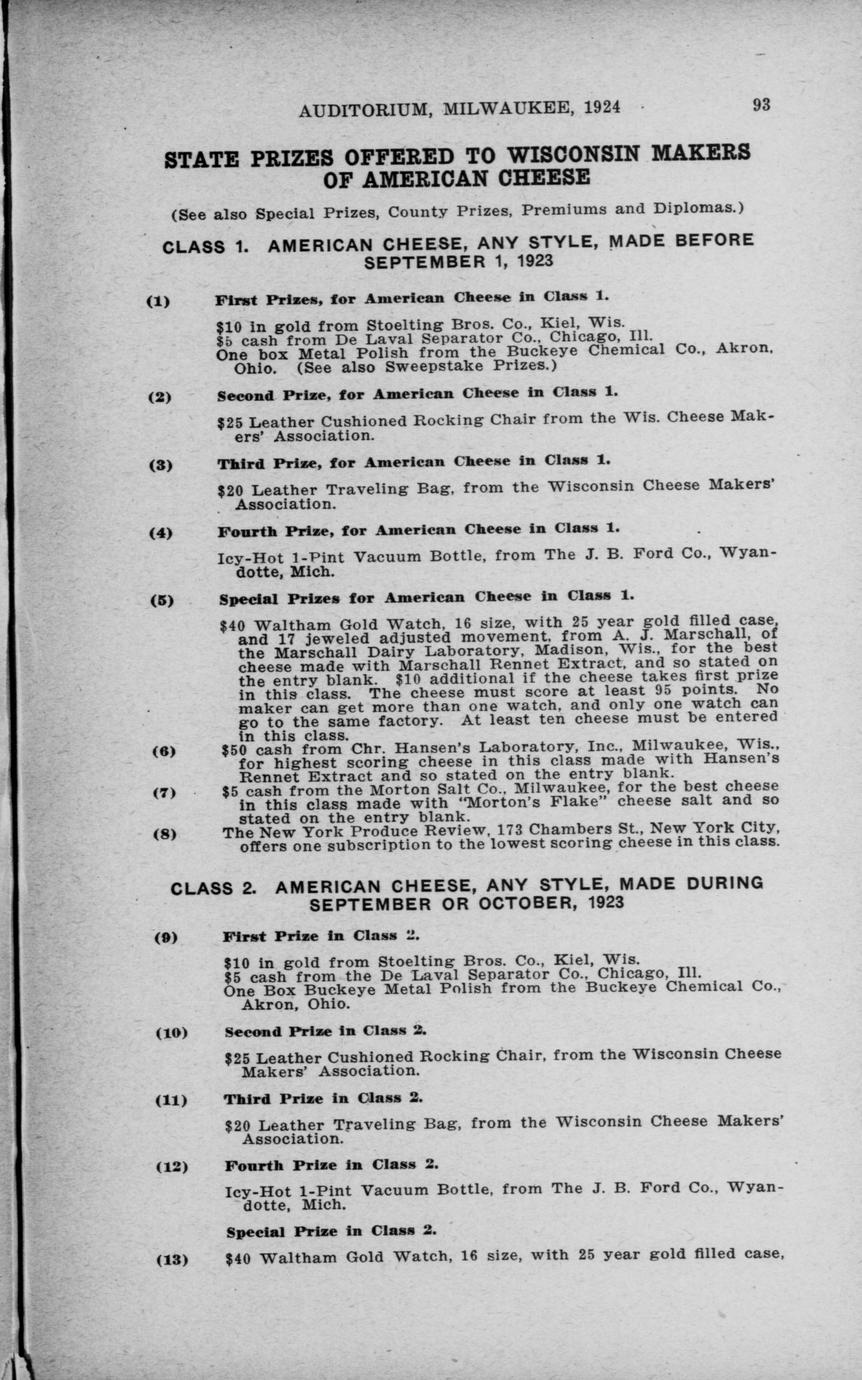 AUDITORIUM, MILWAUKEE, 1924 93
STATE PRIZES OFFERED TO WISCONSIN MAKERS
OF AMERICAN CHEESE
(See also Special Prizes, County Prizes, Premiums and Diplomas.)
CLASS 1. AMERICAN CHEESE, ANY STYLE, MADE BEFORE
SEPTEMBER 1, 1923
(1) First Prizes, for American Cheese in Class 1.
$10 in gold from Stoelting Bros. Co., Kiel, Wis.
$5 cash from De Laval Separator Co., Chicago, Ill.
One box Metal Polish from the Buckeye Chemical Co., Akron,
Ohio. (See also Sweepstake Prizes.)
(2) Second Prize, for American Cheese in Class 1.
$25 Leather Cushioned Rocking Chair from the Wis. Cheese Mak-
ers' Association.
(3) Third Prize, for American Cheese in Class 1.
$20 Leather Traveling Bag, from the Wisconsin Cheese Makers'
Association.
(4) Fourth Prize, for American Cheese in Class 1.
Icy-Hot 1-Pint Vacuum Bottle, from The J. B. Ford Co., Wyan-
dotte, Mich.
(5) Special Prizes for American Cheese in Class 1.
$40 Waltham Gold Watch, 16 size, with 25 year gold filled case,
and 17 jeweled adjusted movement, from A. J. Marschall, of
the Marschall Dairy Laboratory, Madison, Wis., for the best
cheese made with Marschall Rennet Extract, and so stated on
the entry blank. $10 additional if the cheese takes first prize
in this class. The cheese must score at least 95 points. No
maker can get more than one watch, and only one watch can
go to the same factory. At least ten cheese must be entered
in this class.
(6) $50 cash from Chr. Hansen's Laboratory, Inc., Milwaukee, Wis.,
for highest scoring cheese in this class made with Hansen's
Rennet Extract and so stated on the entry blank.
(7) $5 cash from the Morton Salt Co., Milwaukee, for the best cheese
in this class made with "Morton's Flake" cheese salt and so
stated on the entry blank.
(8) The New York Produce Review, 173 Chambers St., New York City,
offers one subscription to the lowest scoring cheese in this class.
CLASS 2. AMERICAN CHEESE, ANY STYLE, MADE DURING
SEPTEMBER OR OCTOBER, 1923
(9) First Prize in Class 2.
$10 in gold from Stoelting Bros. Co., Kiel, Wis.
$5 cash from the De Laval Separator Co., Chicago, Ill.
One Box Buckeye Metal Polish from the Buckeye Chemical Co.,
Akron, Ohio.
(10) Second Prize in Class 2.
$25 Leather Cushioned Rocking Chair, from the Wisconsin Cheese
Makers' Association.
(11) Third Prize in Class 2.
$20 Leather Traveling Bag, from the Wisconsin Cheese Makers'
Association.
(12) Fourth Prize in Class 2.
Icy-Hot 1-Pint Vacuum Bottle, from The J. B. Ford Co., Wyan-
dotte, Mich.
Special Prize in Class 2.
(13) $40 Waltham Gold Watch, 16 size, with 25 year gold filled case,